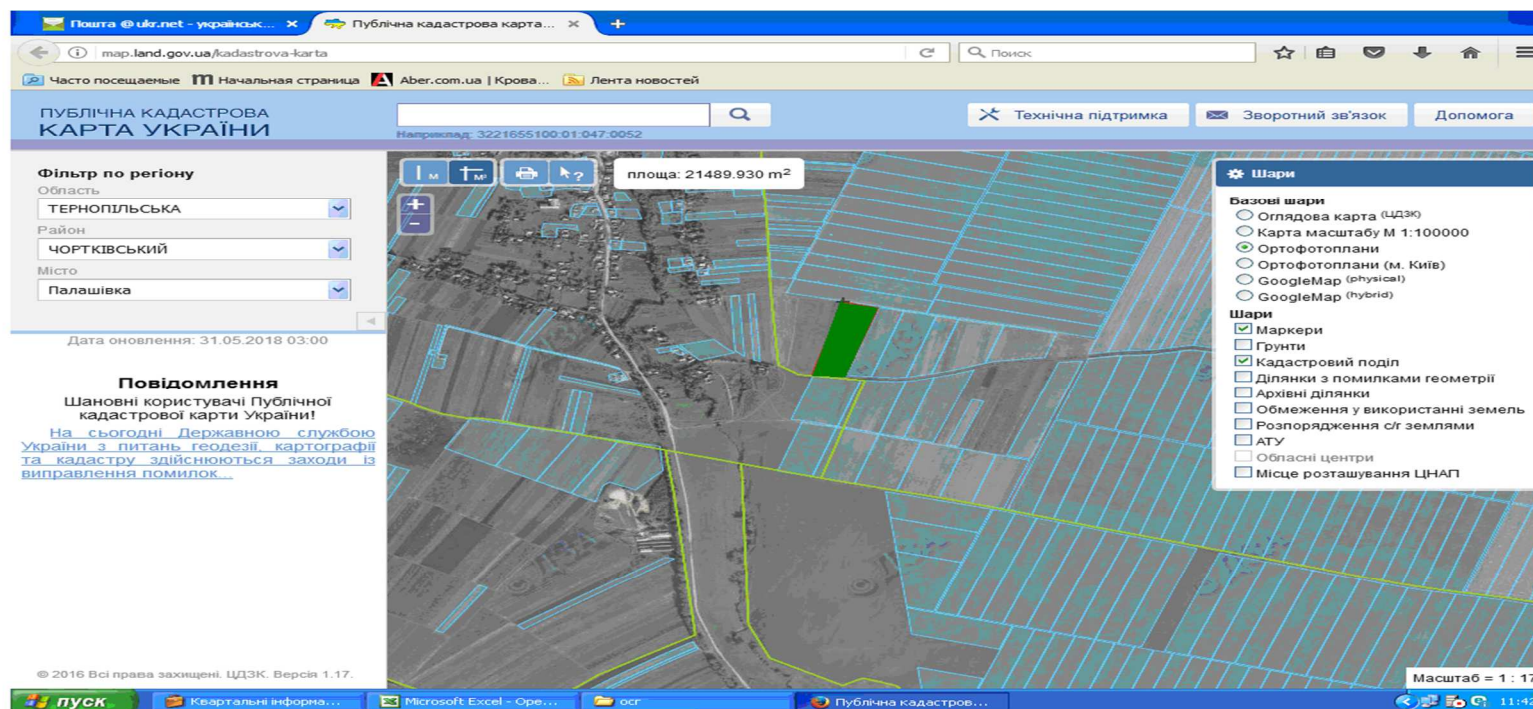 Пошта @ ukr.net - українськ...
Публічна кадастрова карта...
map.land.gov.ua/kadastrova-karta
Поиск
Часто посещаемые
Начальная страница
Aber.com.ua | Крова...
Лента новостей
ПУБЛІЧНА КАДАСТРОВА
КАРТА УКРАЇНИ
Наприклад: 3221655100:01:047:0052
Технічна підтримка
Зворотний зв'язок
Допомога
Фільтр по регіону
Область
ТЕРНОПІЛЬСЬКА
Район
ЧОРТКІВСЬКИЙ
Місто
Палашівка
Дата оновлення: 31.05.2018 03:00
Повідомлення
Шановні користувачі Публічної
кадастрової карти України!
На сьогодні Державною службою
України з питань геодезії, картографії
та кадастру здійснюються заходи із
виправлення помилок...
© 2016 Всі права захищені. ЦДЗК. Версія 1.17.
м
м²
площа: 21489.930 m²
Шари
Базові шари
Оглядова карта (ЦДЗК)
Карта масштабу М 1:100000
Ортофотоплани
Ортофотоплани (м. Київ)
GoogleMap (physical)
GoogleMap (hybrid)
Шари
Маркери
Грунти
Кадастровий поділ
Ділянки з помилками геометрії
Архівні ділянки
Обмеження у використанні земель
Розпорядження с/г землями
АТУ
Обласні центри
Місце розташування ЦНАП
Масштаб = 1 : 17
пуск
Квартальні інформа...
Microsoft Excel - Ope...
осг
Публічна кадастров...
11:42